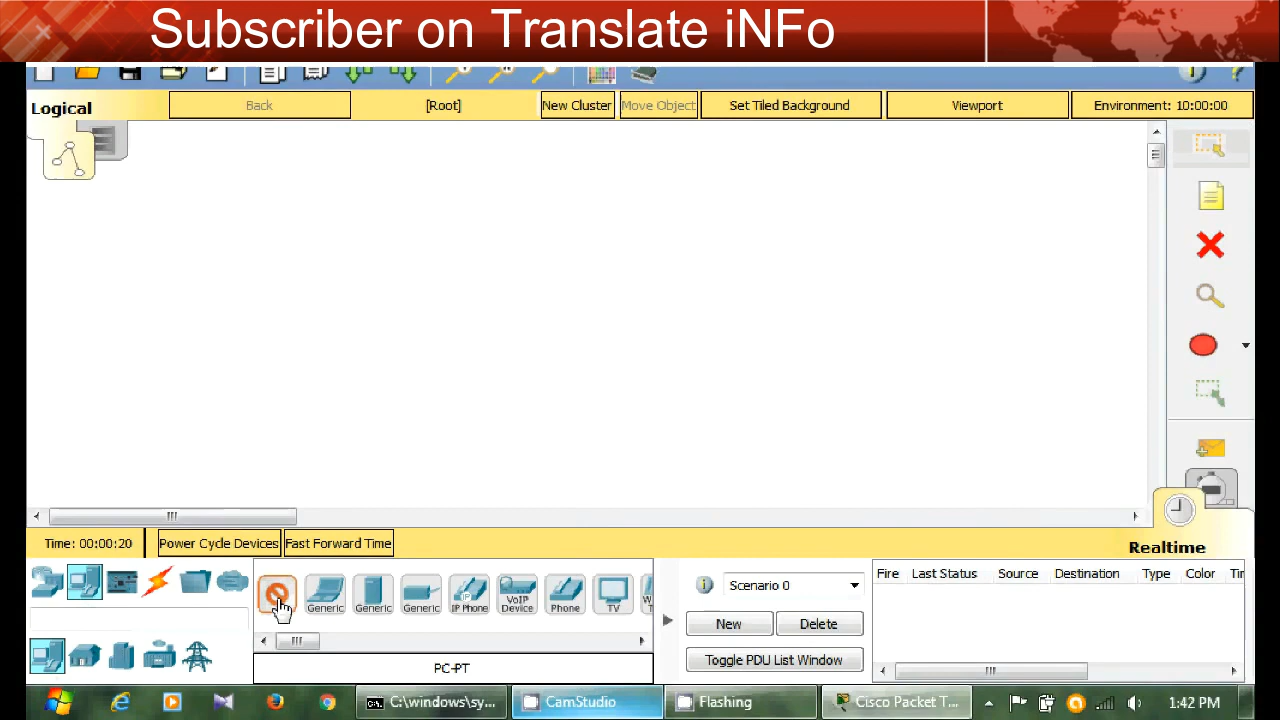 Subscriber on Translate iNFo
Logical
Back
[Root]
New Cluster
Move Object
Set Tiled Background
Viewport
Environment: 10:00:00
Time: 00:00:20
Power Cycle Devices
Fast Forward Time
Realtime
Generic
Generic
Generic
IP Phone
VoIP
Device
Phone
TV
PC-PT
Scenario 0
New
Delete
Toggle PDU List Window
Fire
Last Status
Source
Destination
Type
Color
Tir
C:\windows\sy...
CamStudio
Flashing
Cisco Packet T...
1:42 PM